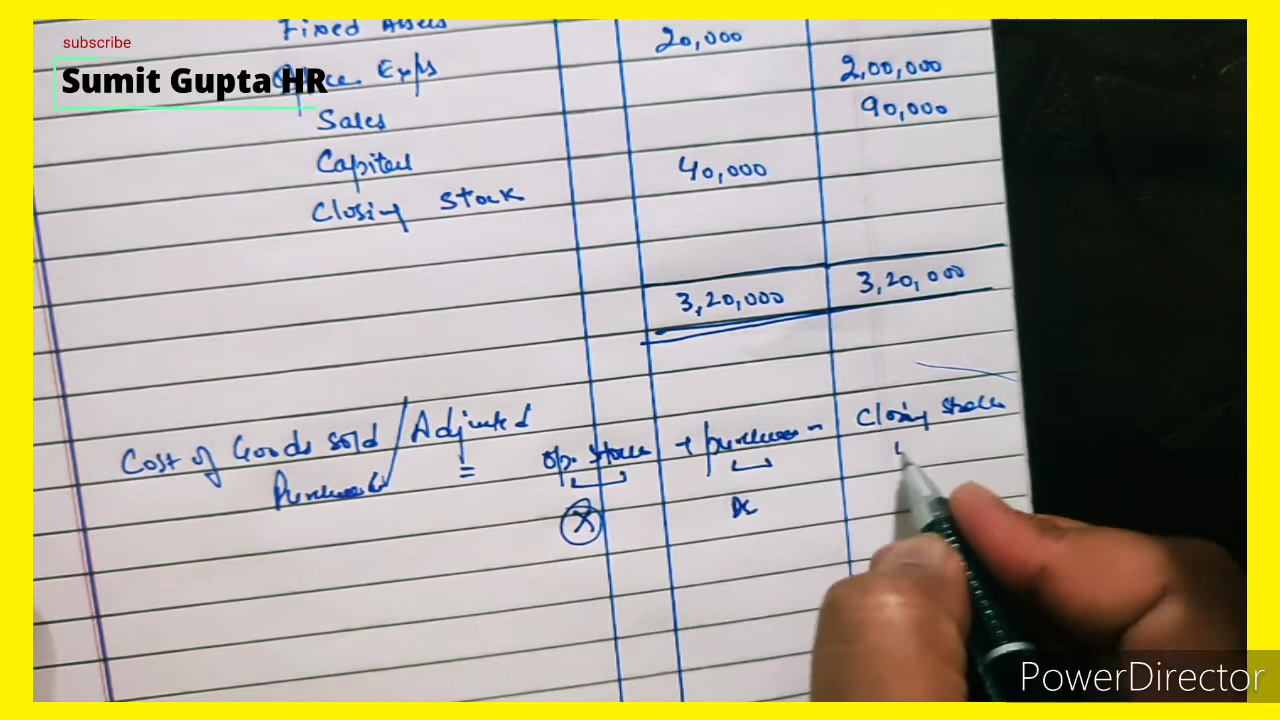 subscribe
Sumit Gupta HR
Fixed Assets 20,000
Office Exps 2,00,000
Sales 90,000
Capital 40,000
Closing Stock
3,20,000 3,20,000
Cost of Goods sold / Adjusted Purchases = Op. Stock + purchases - Closing Stock
X
PowerDirector